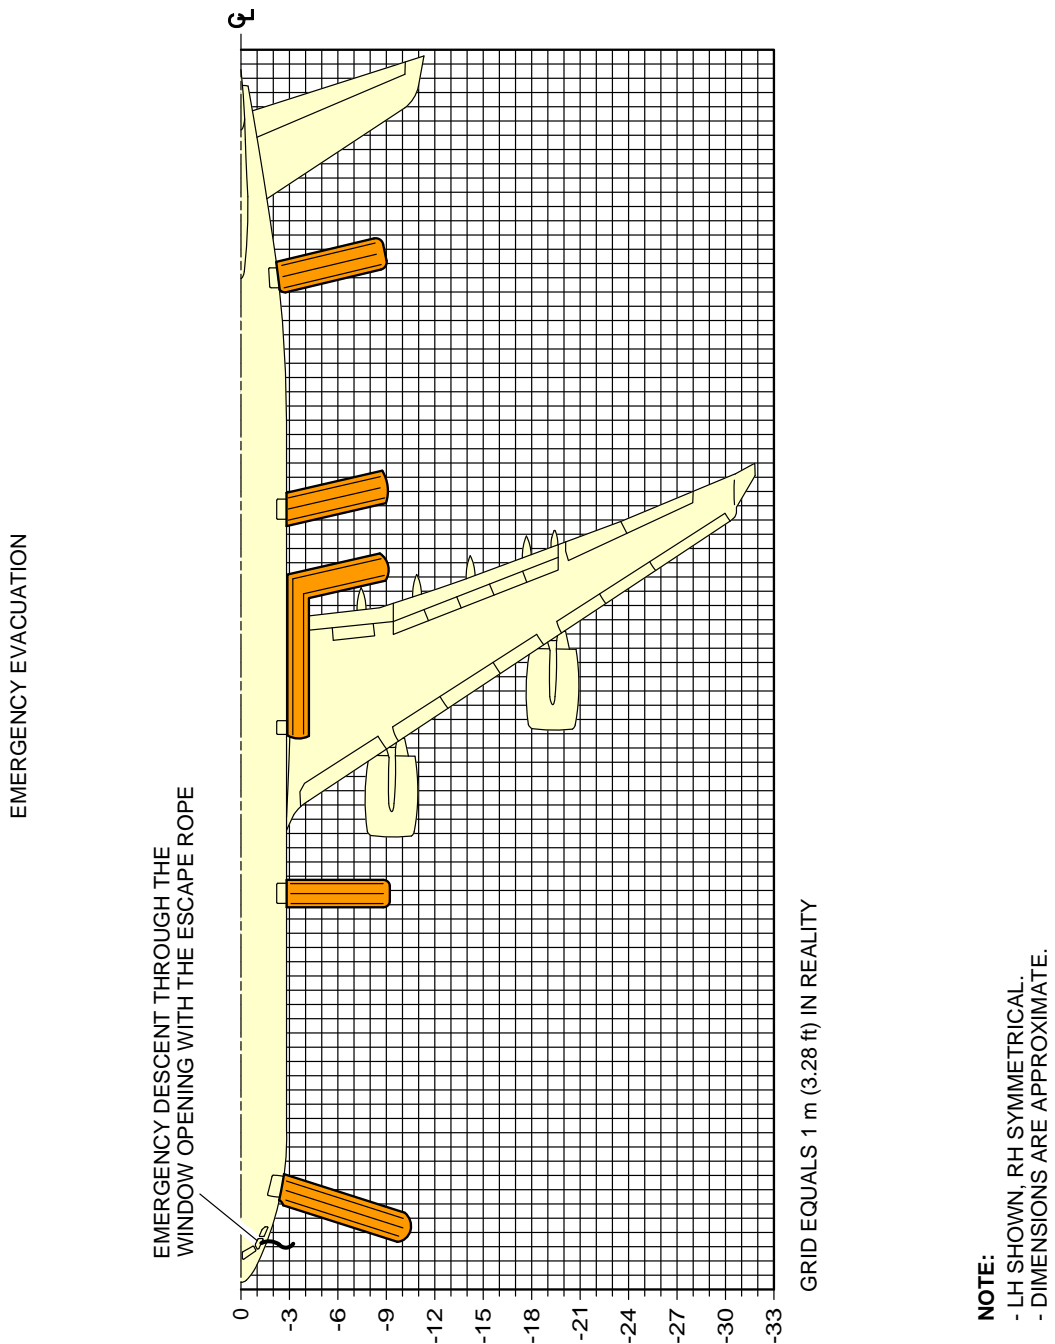 EMERGENCY EVACUATION
EMERGENCY DESCENT THROUGH THE
WINDOW OPENING WITH THE ESCAPE ROPE
℄
0
-3
-6
-9
-12
-15
-18
-21
-24
-27
-30
-33
GRID EQUALS 1 m (3.28 ft) IN REALITY
NOTE:
- LH SHOWN, RH SYMMETRICAL.
- DIMENSIONS ARE APPROXIMATE.